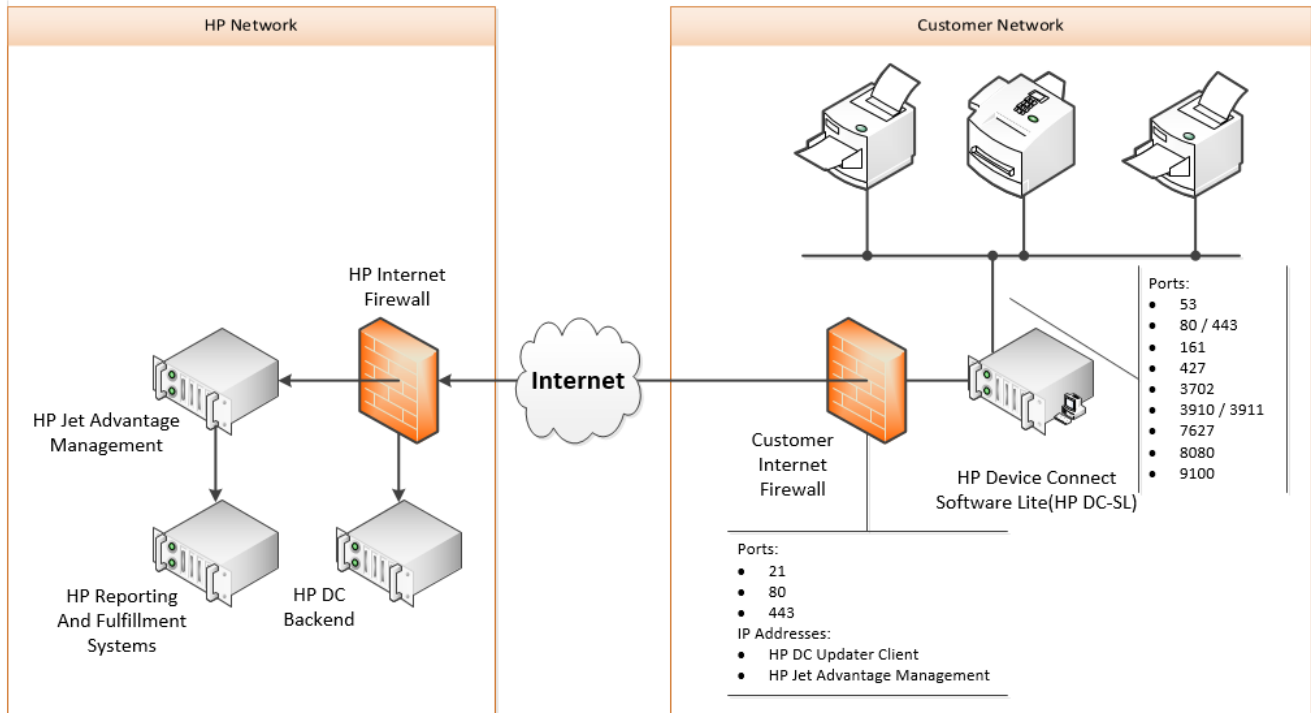 HP Network
HP Internet
Firewall
HP Jet Advantage
Management
HP Reporting
And Fulfillment
Systems
HP DC
Backend
Internet
Customer Network
Customer
Internet
Firewall
HP Device Connect
Software Lite(HP DC-SL)
Ports:
• 53
• 80 / 443
• 161
• 427
• 3702
• 3910 / 3911
• 7627
• 8080
• 9100
Ports:
• 21
• 80
• 443
IP Addresses:
• HP DC Updater Client
• HP Jet Advantage Management